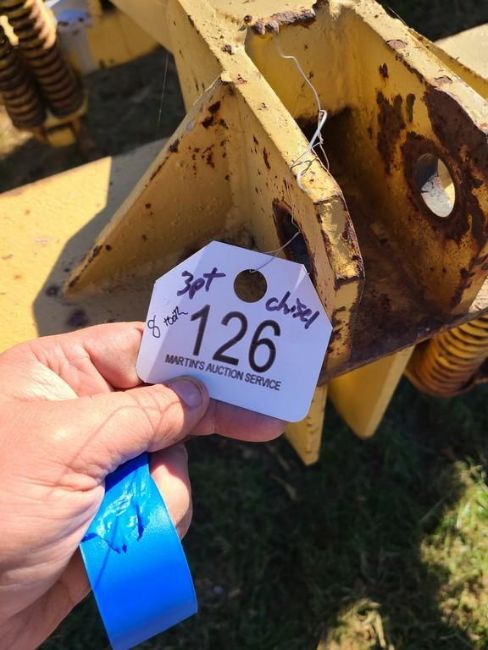 3pt chisel
8 tooth
126
MARTIN'S AUCTION SERVICE